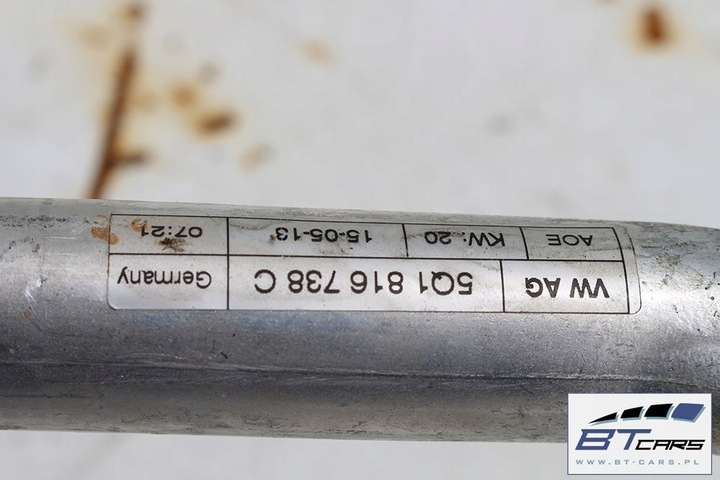 VW AG 5Q1 816 738 C Germany
AOE KW: 20 15-05-13 07:21
BT CARS
WWW.BT-CARS.PL